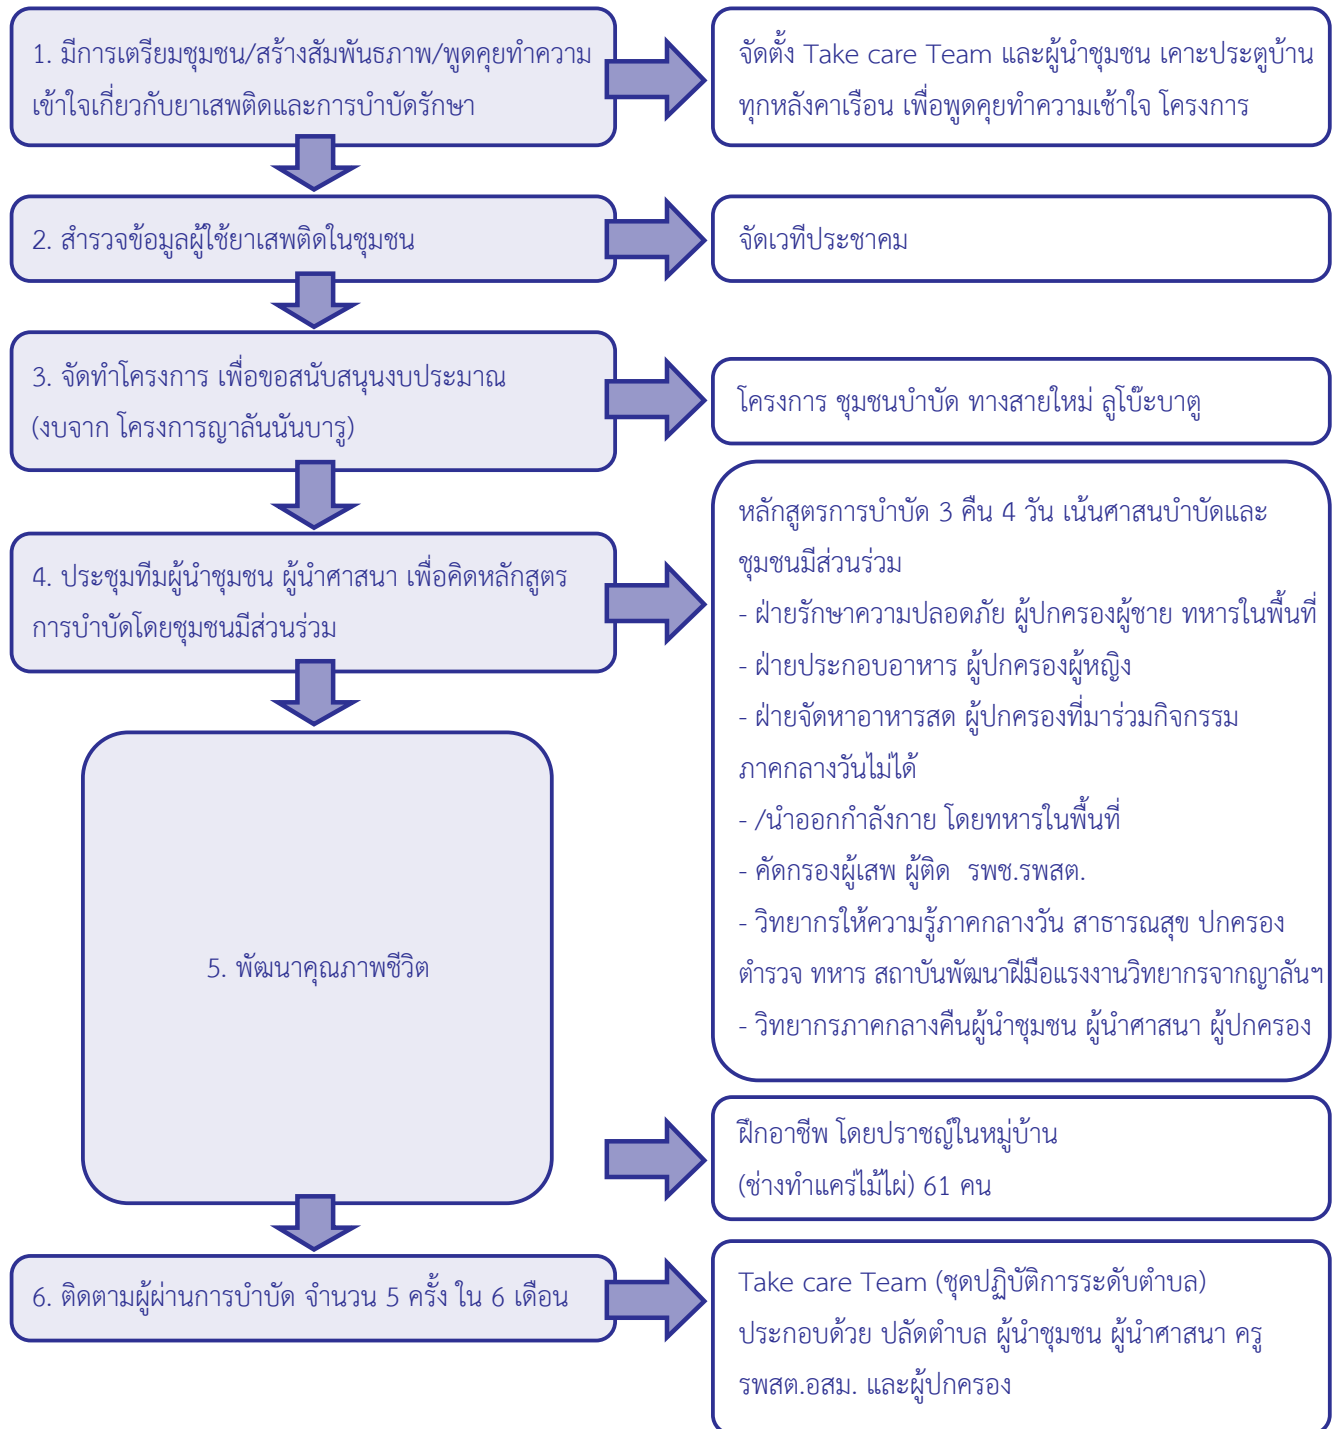 1. มีการเตรียมชุมชน/สร้างสัมพันธภาพ/พูดคุยทำความ
เข้าใจเกี่ยวกับยาเสพติดและการบำบัดรักษา
จัดตั้ง Take care Team และผู้นำชุมชน เคาะประตูบ้าน
ทุกหลังคาเรือน เพื่อพูดคุยทำความเช้าใจ โครงการ
2. สำรวจข้อมูลผู้ใช้ยาเสพติดในชุมชน
จัดเวทีประชาคม
3. จัดทำโครงการ เพื่อขอสนับสนุนงบประมาณ
(งบจาก โครงการญาลันนันบารู)
โครงการ ชุมชนบำบัด ทางสายใหม่ ลูโบ๊ะบาตู
4. ประชุมทีมผู้นำชุมชน ผู้นำศาสนา เพื่อคิดหลักสูตร
การบำบัดโดยชุมชนมีส่วนร่วม
หลักสูตรการบำบัด 3 คืน 4 วัน เน้นศาสนบำบัดและ
ชุมชนมีส่วนร่วม
- ฝ่ายรักษาความปลอดภัย ผู้ปกครองผู้ชาย ทหารในพื้นที่
- ฝ่ายประกอบอาหาร ผู้ปกครองผู้หญิง
- ฝ่ายจัดหาอาหารสด ผู้ปกครองที่มาร่วมกิจกรรม
ภาคกลางวันไม่ได้
- /นำออกกำลังกาย โดยทหารในพื้นที่
- คัดกรองผู้เสพ ผู้ติด รพช.รพสต.
- วิทยากรให้ความรู้ภาคกลางวัน สาธารณสุข ปกครอง
ตำรวจ ทหาร สถาบันพัฒนาฝีมือแรงงานวิทยากรจากญาลันฯ
- วิทยากรภาคกลางคืนผู้นำชุมชน ผู้นำศาสนา ผู้ปกครอง
5. พัฒนาคุณภาพชีวิต
ฝึกอาชีพ โดยปราชญ์ในหมู่บ้าน
(ช่างทำแคร่ไม้ไผ่) 61 คน
6. ติดตามผู้ผ่านการบำบัด จำนวน 5 ครั้ง ใน 6 เดือน
Take care Team (ชุดปฏิบัติการระดับตำบล)
ประกอบด้วย ปลัดตำบล ผู้นำชุมชน ผู้นำศาสนา ครู
รพสต.อสม. และผู้ปกครอง